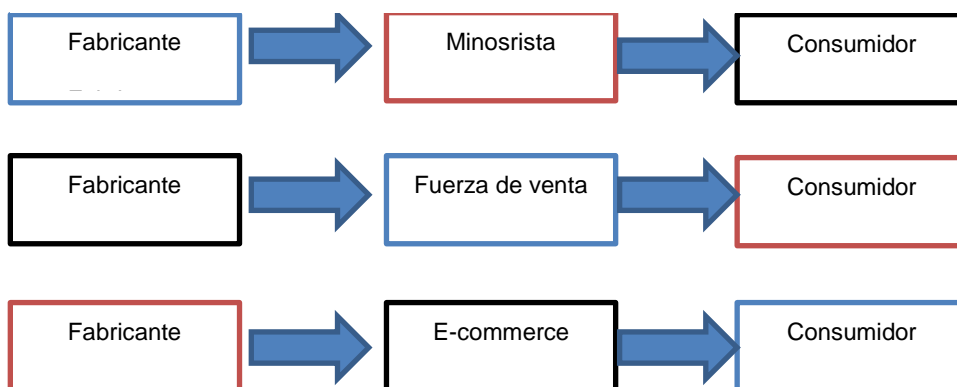 Fabricante
Minosrista
Consumidor
Fabricante
Fuerza de venta
Consumidor
Fabricante
E-commerce
Consumidor